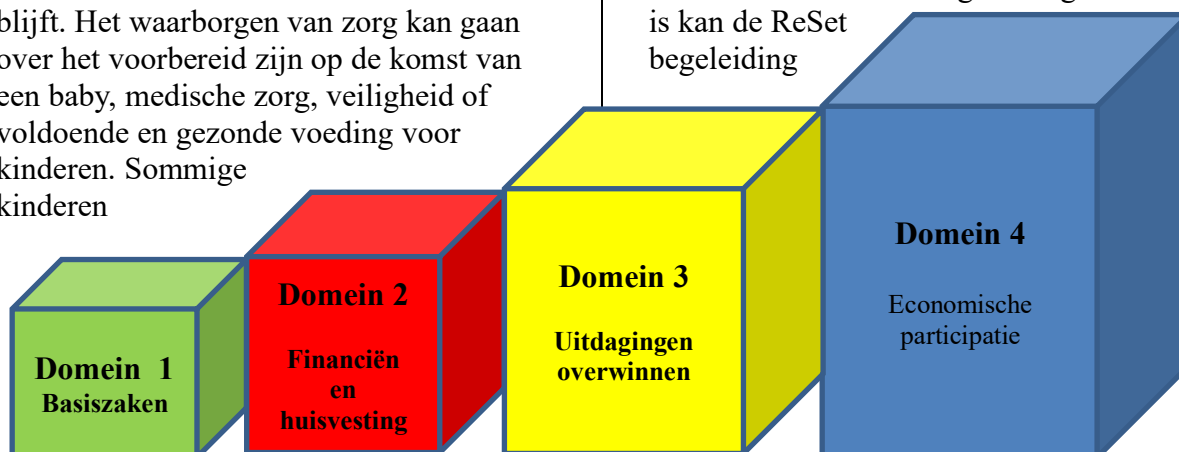 blijft. Het waarborgen van zorg kan gaan
over het voorbereid zijn op de komst van
een baby, medische zorg, veiligheid of
voldoende en gezonde voeding voor
kinderen. Sommige
kinderen
is kan de ReSet
begeleiding
Domein 1
Basiszaken
Domein 2
Financiën
en
huisvesting
Domein 3
Uitdagingen
overwinnen
Domein 4
Economische
participatie